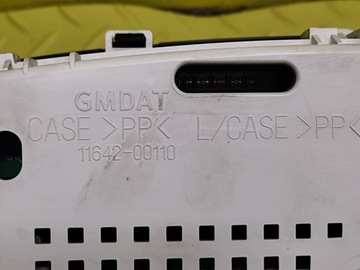 GMDAT
CASE >PP< L/CASE >PP<
11642-00110